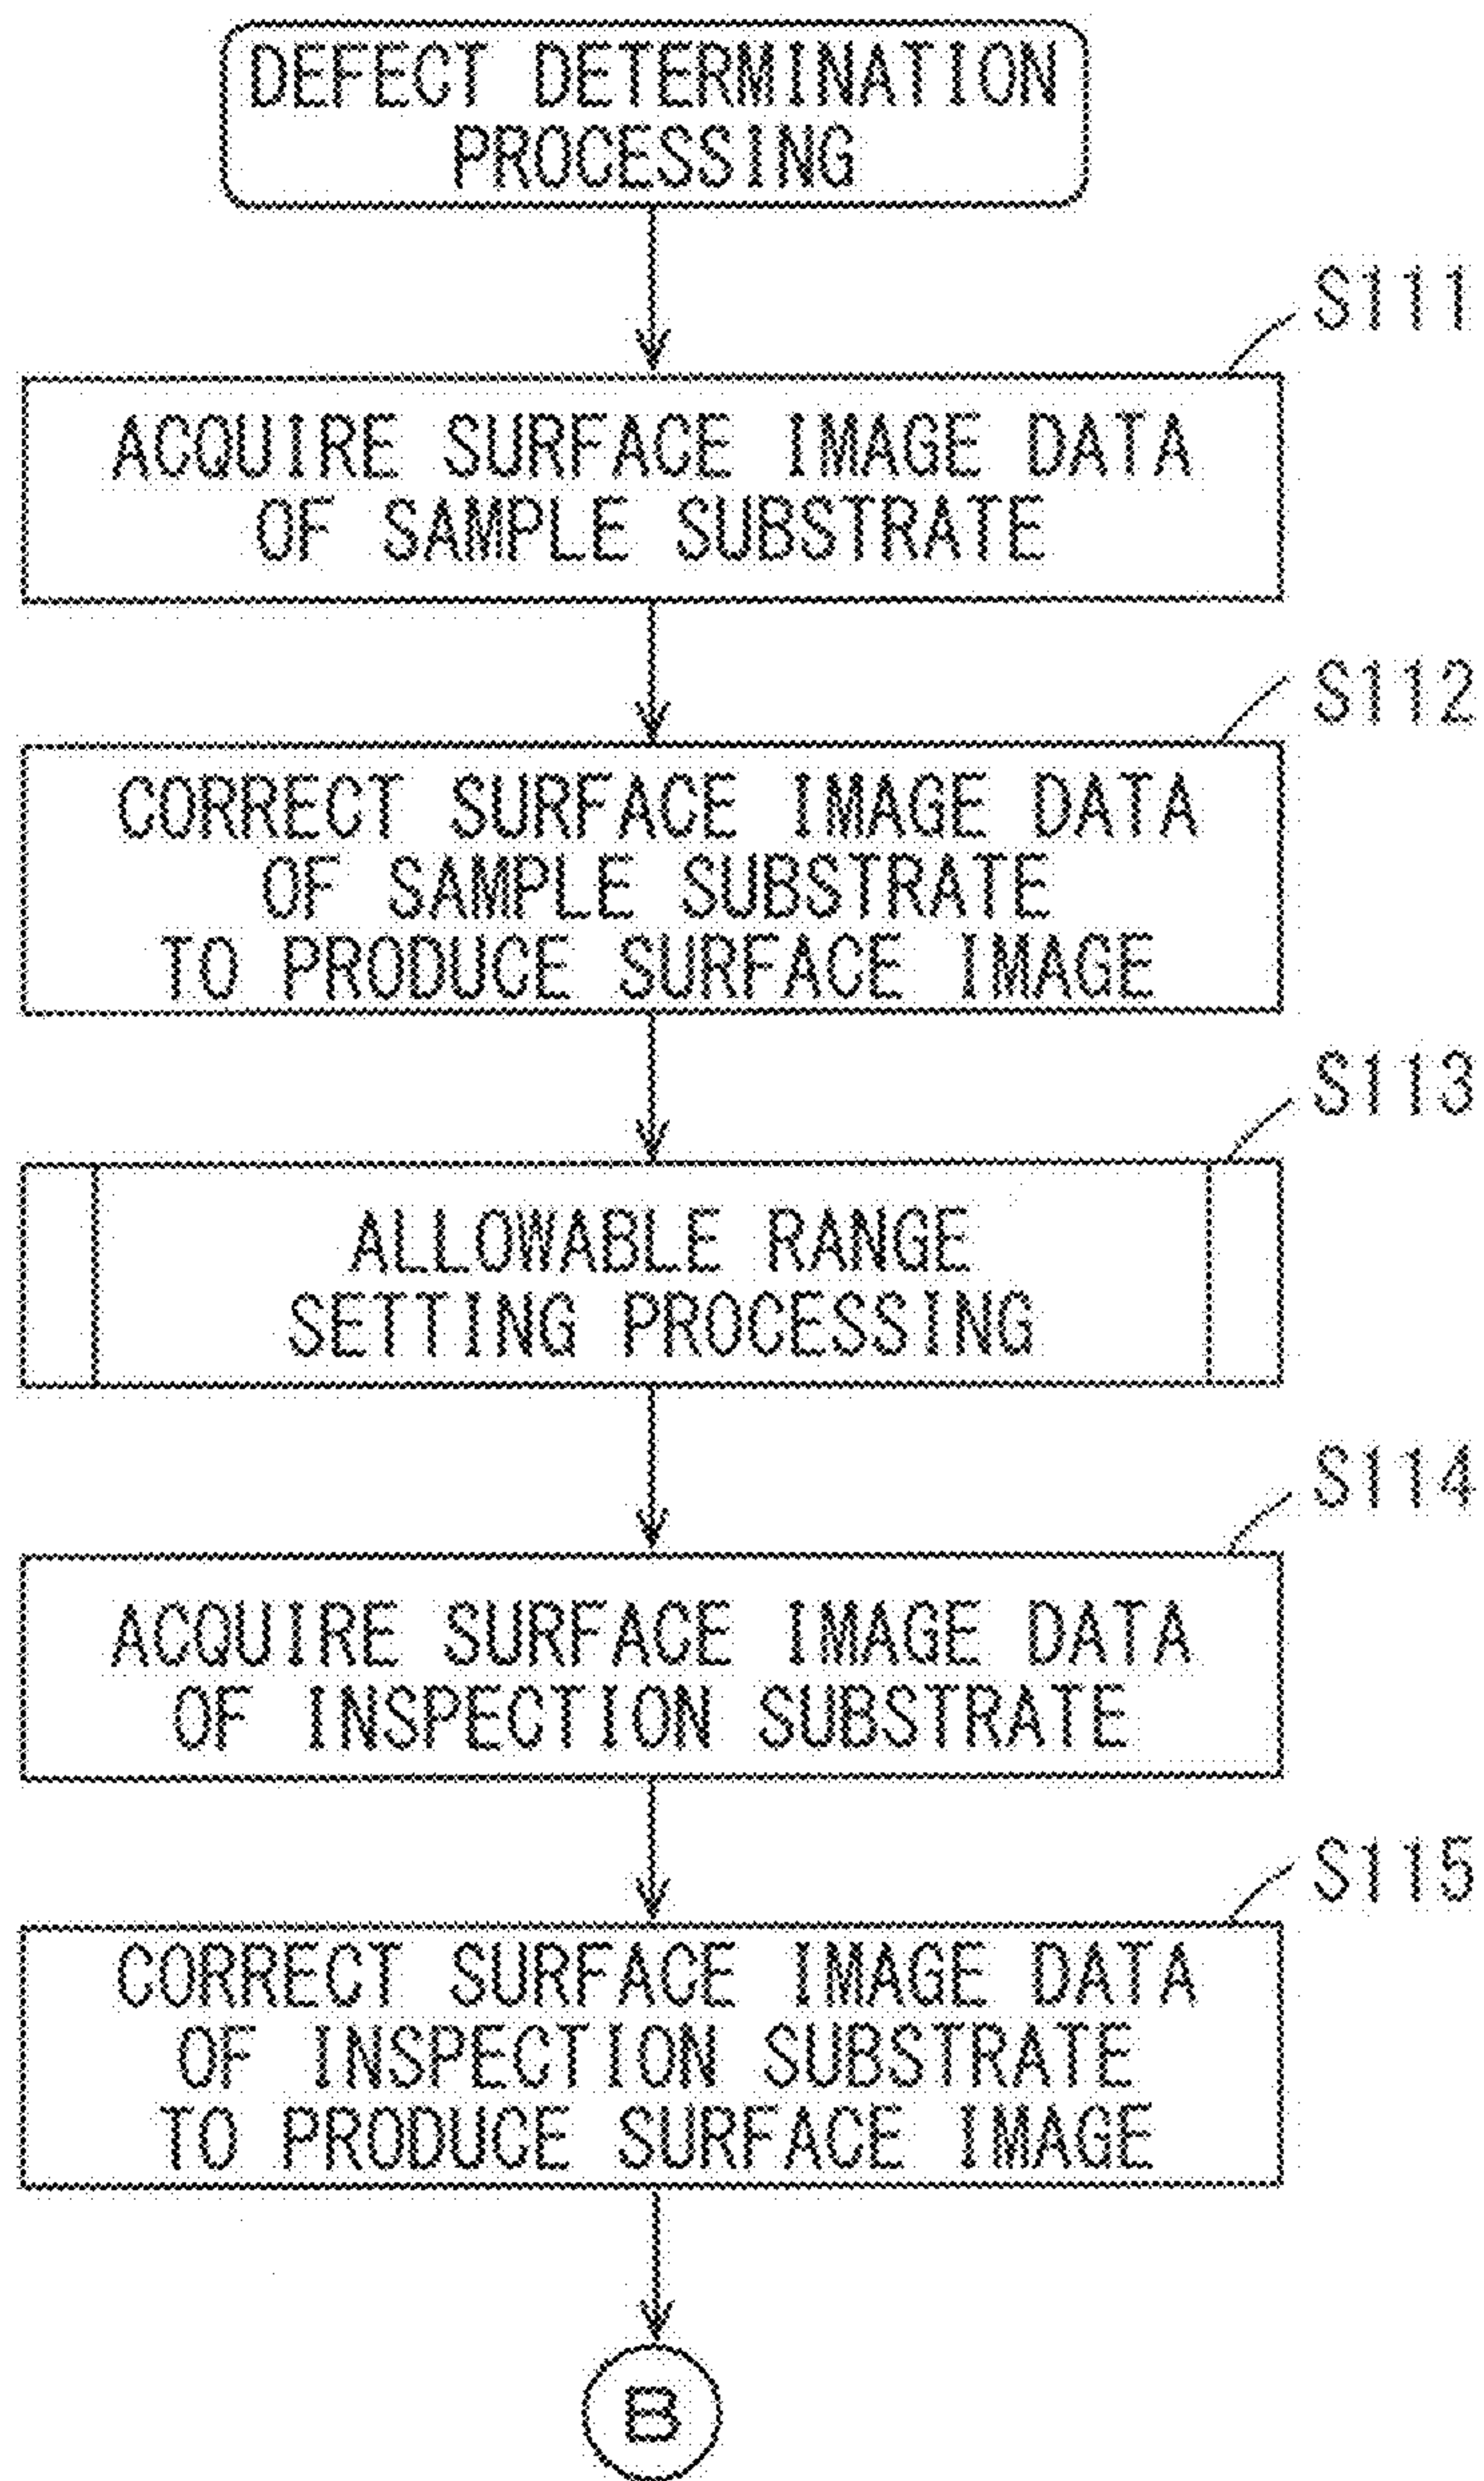 DEFECT DETERMINATION
PROCESSING
S111
ACQUIRE SURFACE IMAGE DATA
OF SAMPLE SUBSTRATE
S112
CORRECT SURFACE IMAGE DATA
OF SAMPLE SUBSTRATE
TO PRODUCE SURFACE IMAGE
S113
ALLOWABLE RANGE
SETTING PROCESSING
S114
ACQUIRE SURFACE IMAGE DATA
OF INSPECTION SUBSTRATE
S115
CORRECT SURFACE IMAGE DATA
OF INSPECTION SUBSTRATE
TO PRODUCE SURFACE IMAGE
B